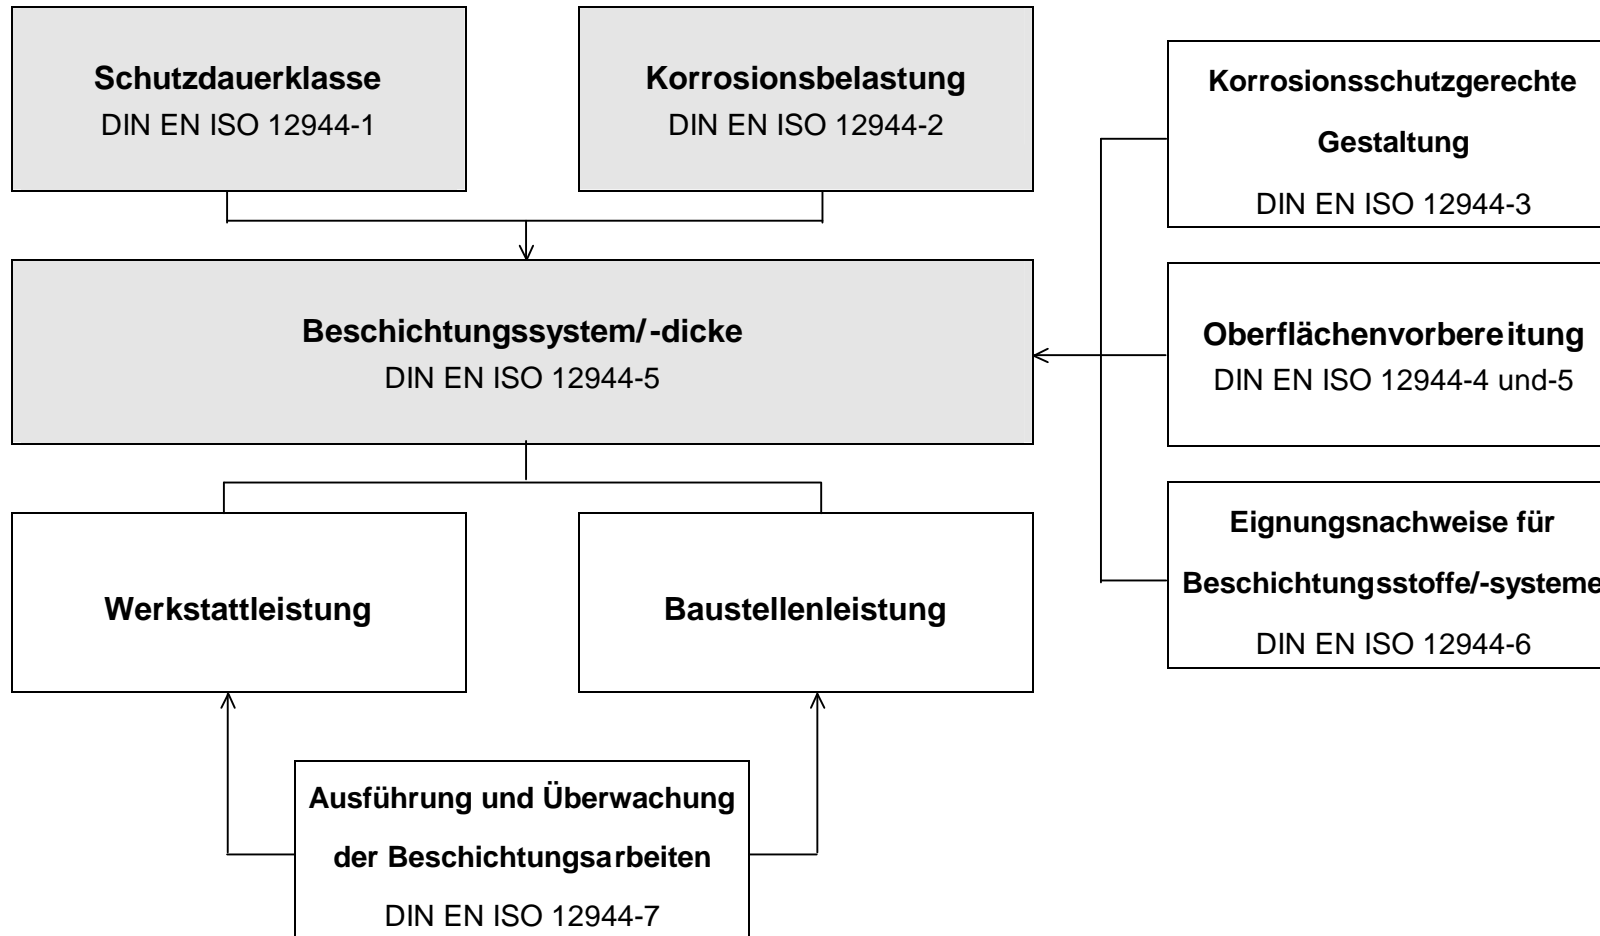 Schutzdauerklasse
DIN EN ISO 12944-1
Korrosionsbelastung
DIN EN ISO 12944-2
Korrosionsschutzgerechte
Gestaltung
DIN EN ISO 12944-3
Beschichtungssystem/-dicke
DIN EN ISO 12944-5
Oberflächenvorbereitung
DIN EN ISO 12944-4 und-5
Eignungsnachweise für
Beschichtungsstoffe/-systeme
DIN EN ISO 12944-6
Werkstattleistung
Baustellenleistung
Ausführung und Überwachung
der Beschichtungsarbeiten
DIN EN ISO 12944-7